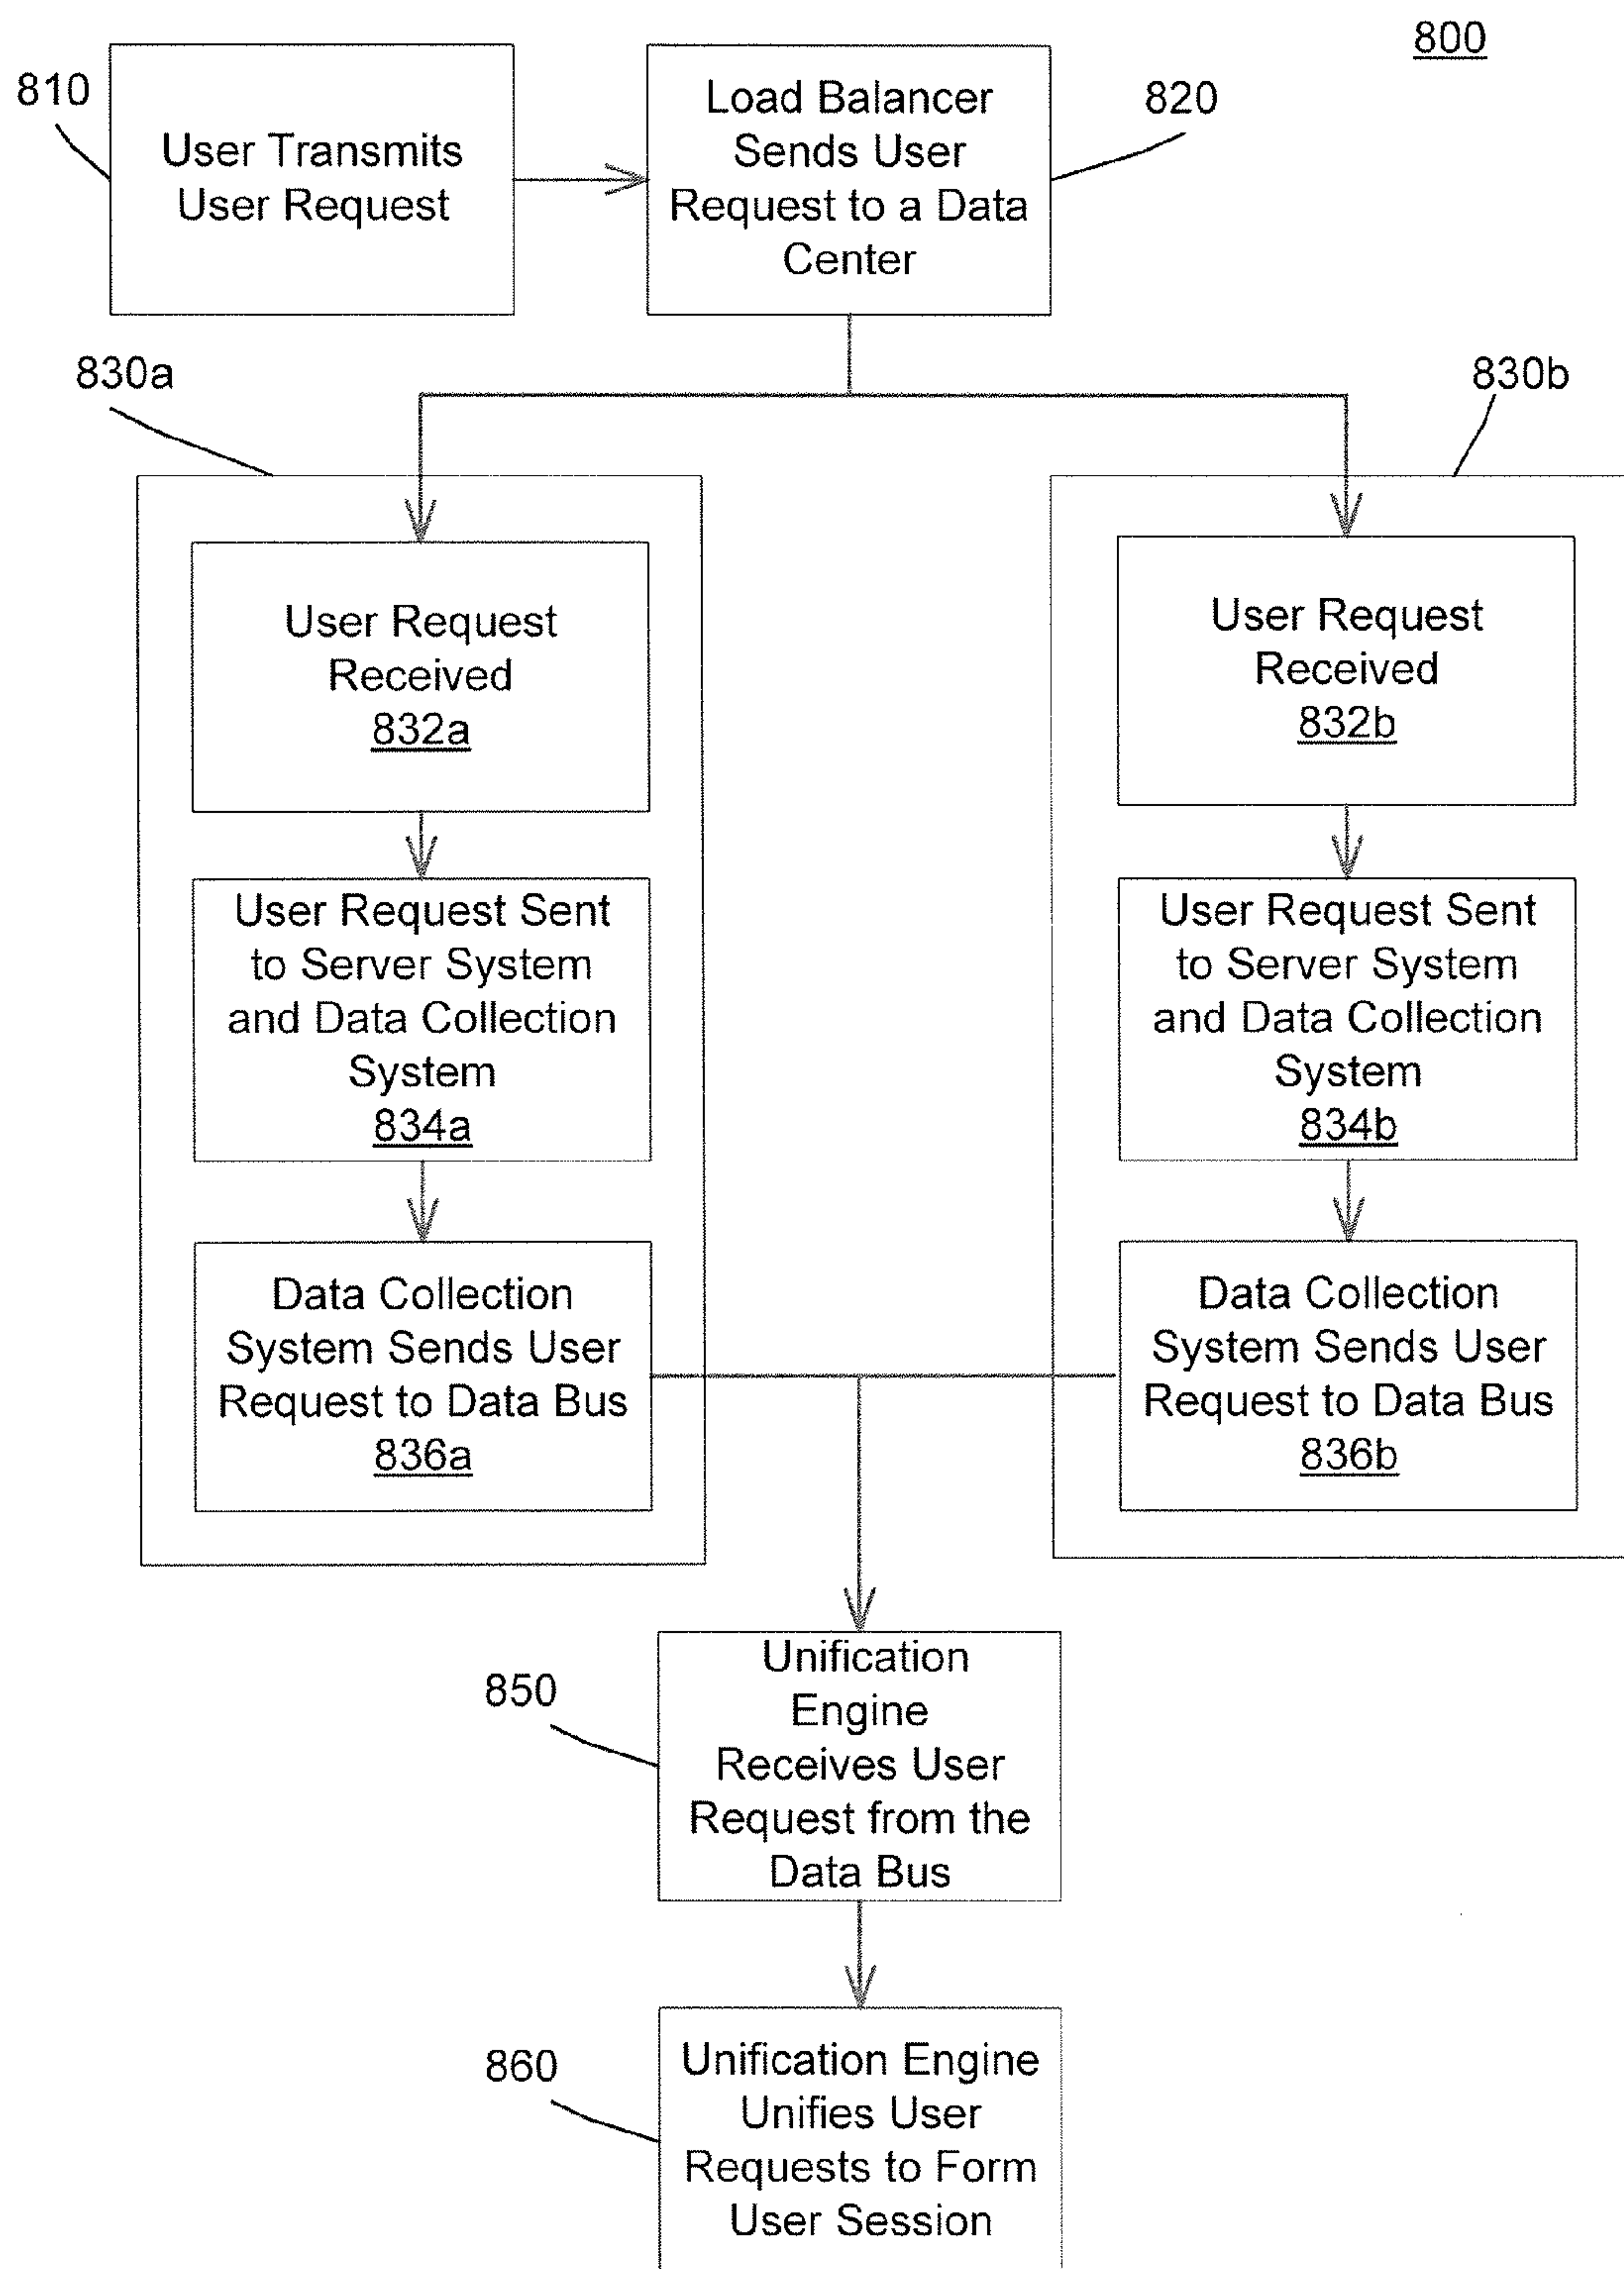 800
810
User Transmits
User Request
Load Balancer
Sends User
Request to a Data
Center
820
830a
830b
User Request
Received
832a
User Request
Received
832b
User Request Sent
to Server System
and Data Collection
System
834a
User Request Sent
to Server System
and Data Collection
System
834b
Data Collection
System Sends User
Request to Data Bus
836a
Data Collection
System Sends User
Request to Data Bus
836b
850
Unification
Engine
Receives User
Request from the
Data Bus
860
Unification Engine
Unifies User
Requests to Form
User Session